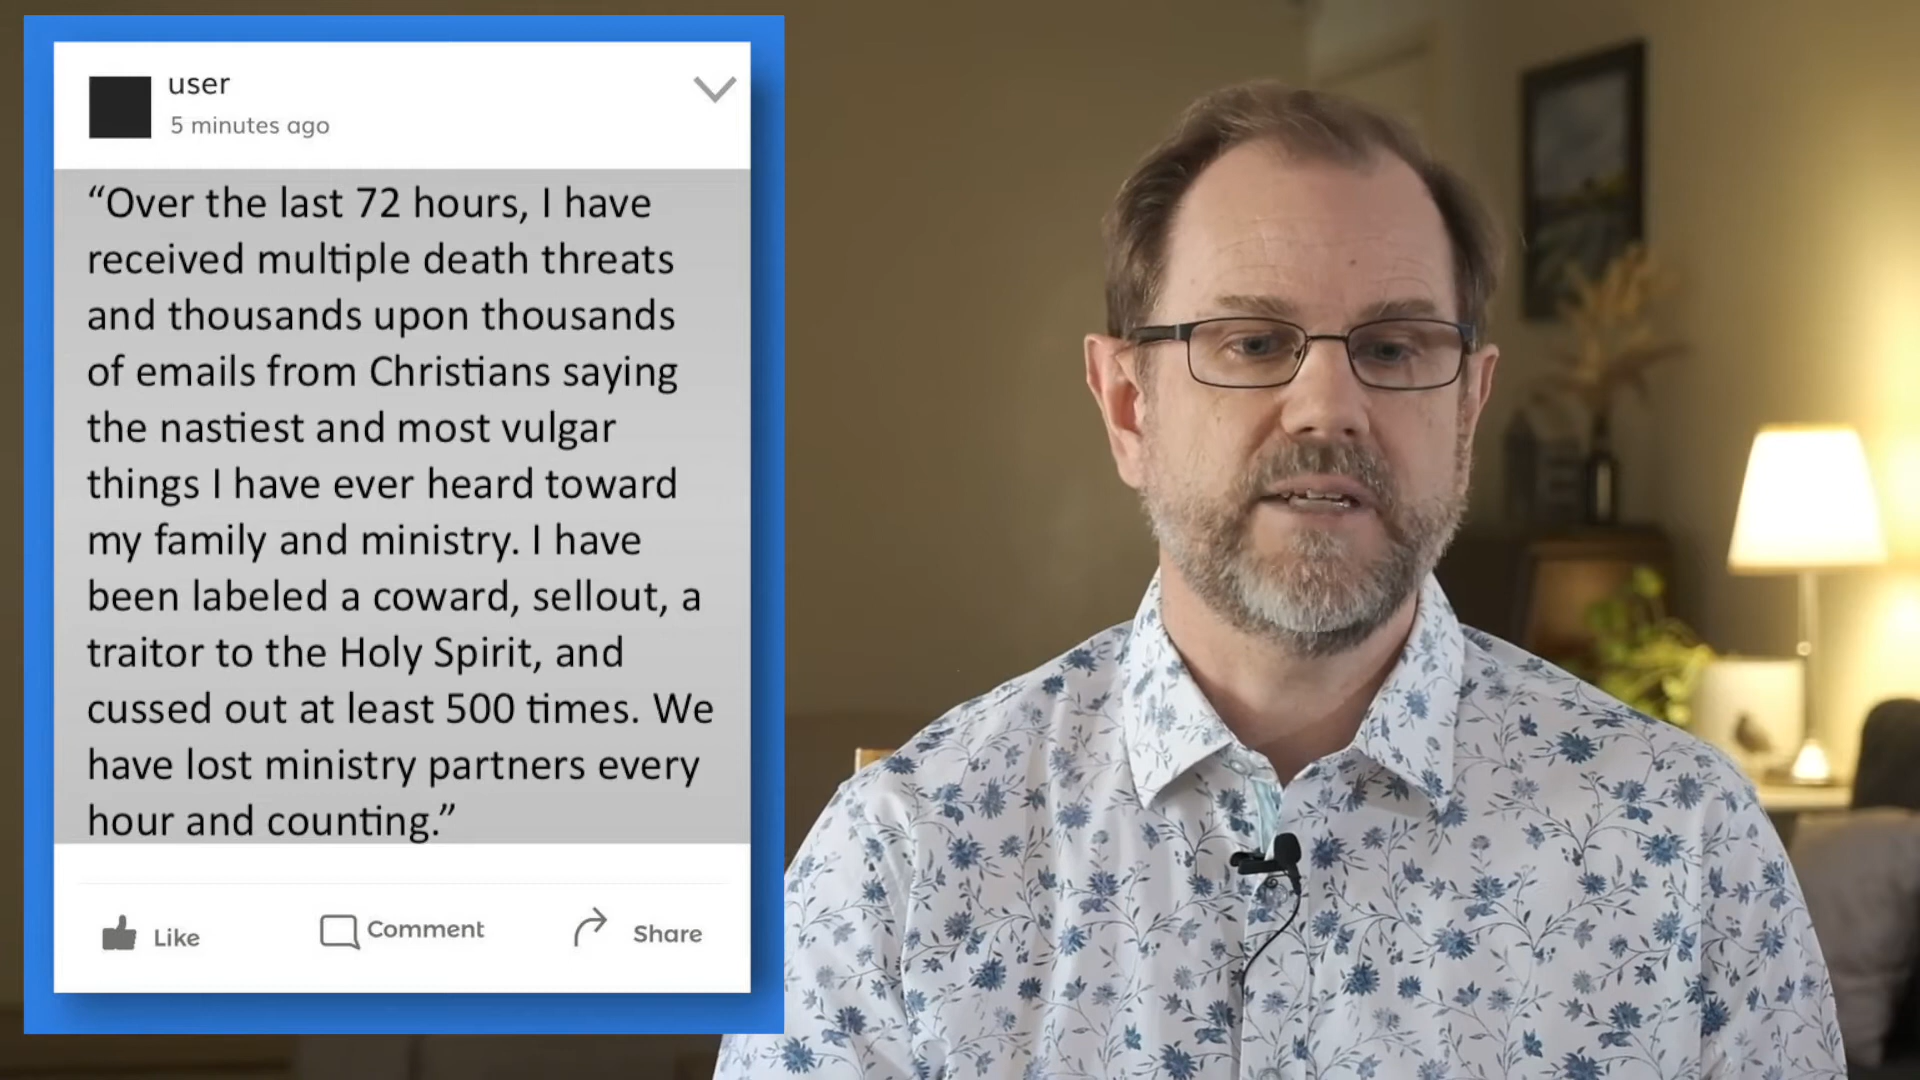 user
5 minutes ago
“Over the last 72 hours, I have
received multiple death threats
and thousands upon thousands
of emails from Christians saying
the nastiest and most vulgar
things I have ever heard toward
my family and ministry. I have
been labeled a coward, sellout, a
traitor to the Holy Spirit, and
cussed out at least 500 times. We
have lost ministry partners every
hour and counting.”
Like
Comment
Share